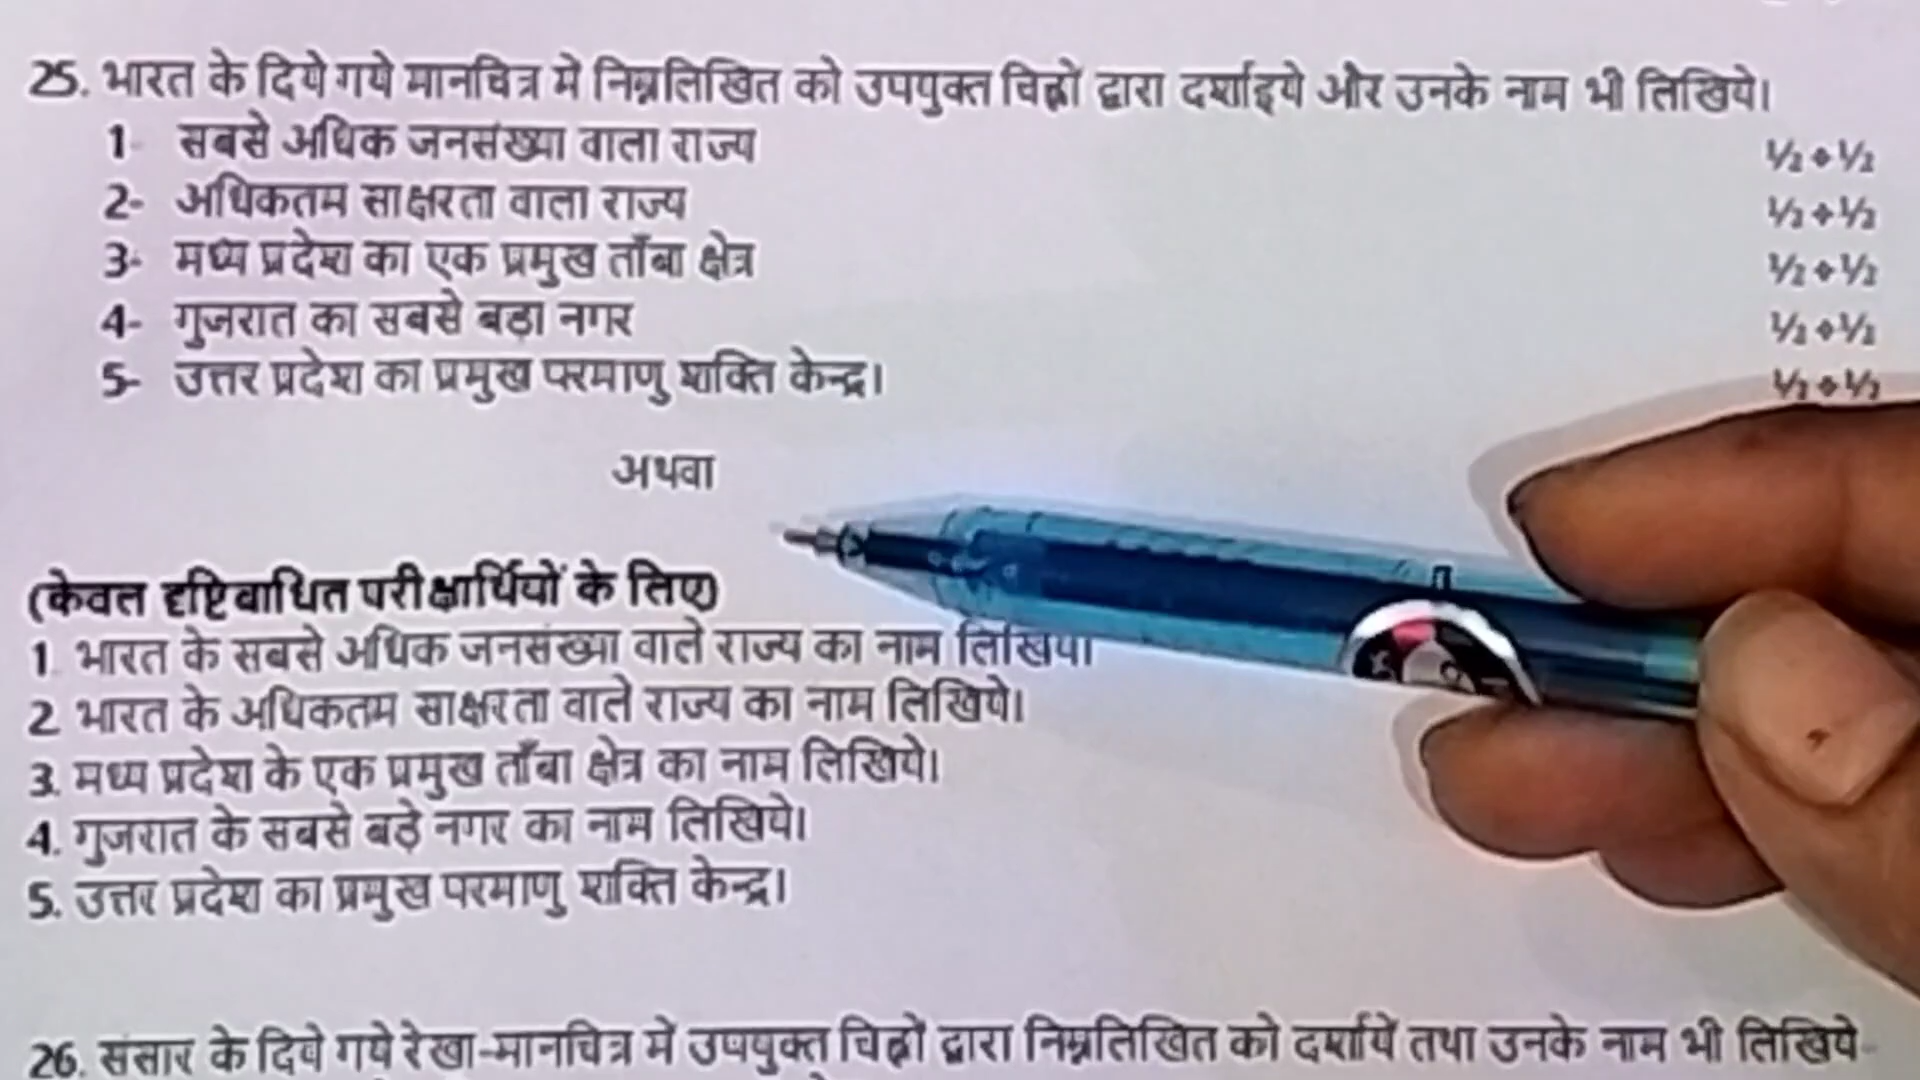 25. भारत के दिये गये मानचित्र मे निम्नलिखित को उपयुक्त चिह्नो द्वारा दर्शाइये और उनके नाम भी लिखिये।
1- सबसे अधिक जनसंख्या वाला राज्य ½+½
2- अधिकतम साक्षरता वाला राज्य ½+½
3- मध्य प्रदेश का एक प्रमुख ताँबा क्षेत्र ½+½
4- गुजरात का सबसे बड़ा नगर ½+½
5- उत्तर प्रदेश का प्रमुख परमाणु शक्ति केन्द्र। ½+½
अथवा
(केवल दृष्टिबाधित परीक्षार्थियों के लिए)
1. भारत के सबसे अधिक जनसंख्या वाले राज्य का नाम लिखिये।
2 भारत के अधिकतम साक्षरता वाले राज्य का नाम लिखिये।
3. मध्य प्रदेश के एक प्रमुख ताँबा क्षेत्र का नाम लिखिये।
4. गुजरात के सबसे बड़े नगर का नाम लिखिये।
5. उत्तर प्रदेश का प्रमुख परमाणु शक्ति केन्द्र।
26. संसार के दिये गये रेखा-मानचित्र में उपयुक्त चिह्नों द्वारा निम्नलिखित को दर्शायें तथा उनके नाम भी लिखिये